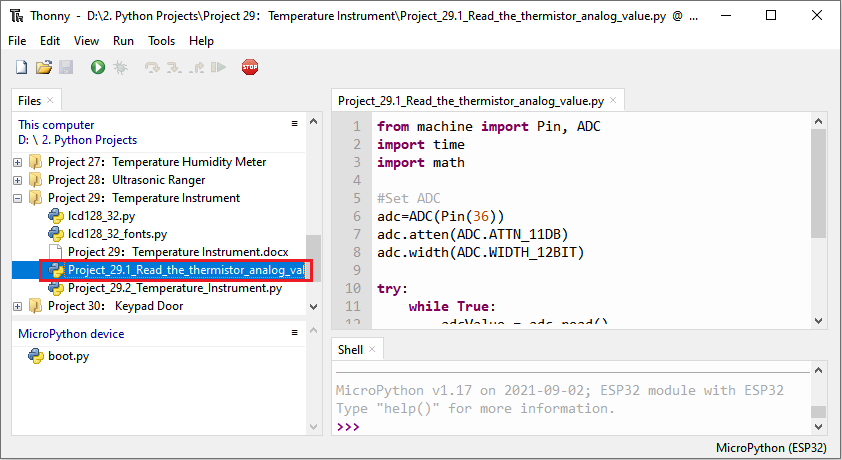 Thonny - D:\2. Python Projects\Project 29：Temperature Instrument\Project_29.1_Read_the_thermistor_analog_value.py @ ...
File Edit View Run Tools Help
STOP
Files
This computer
D: \ 2. Python Projects
Project 27：Temperature Humidity Meter
Project 28：Ultrasonic Ranger
Project 29：Temperature Instrument
lcd128_32.py
lcd128_32_fonts.py
Project 29：Temperature Instrument.docx
Project_29.1_Read_the_thermistor_analog_val
Project_29.2_Temperature_Instrument.py
Project 30： Keypad Door
MicroPython device
boot.py
Project_29.1_Read_the_thermistor_analog_value.py
1 from machine import Pin, ADC
2 import time
3 import math
4
5 #Set ADC
6 adc=ADC(Pin(36))
7 adc.atten(ADC.ATTN_11DB)
8 adc.width(ADC.WIDTH_12BIT)
9
10 try:
11 while True:
12 adcValue = adc.read()
Shell
MicroPython v1.17 on 2021-09-02; ESP32 module with ESP32
Type "help()" for more information.
>>>
MicroPython (ESP32)